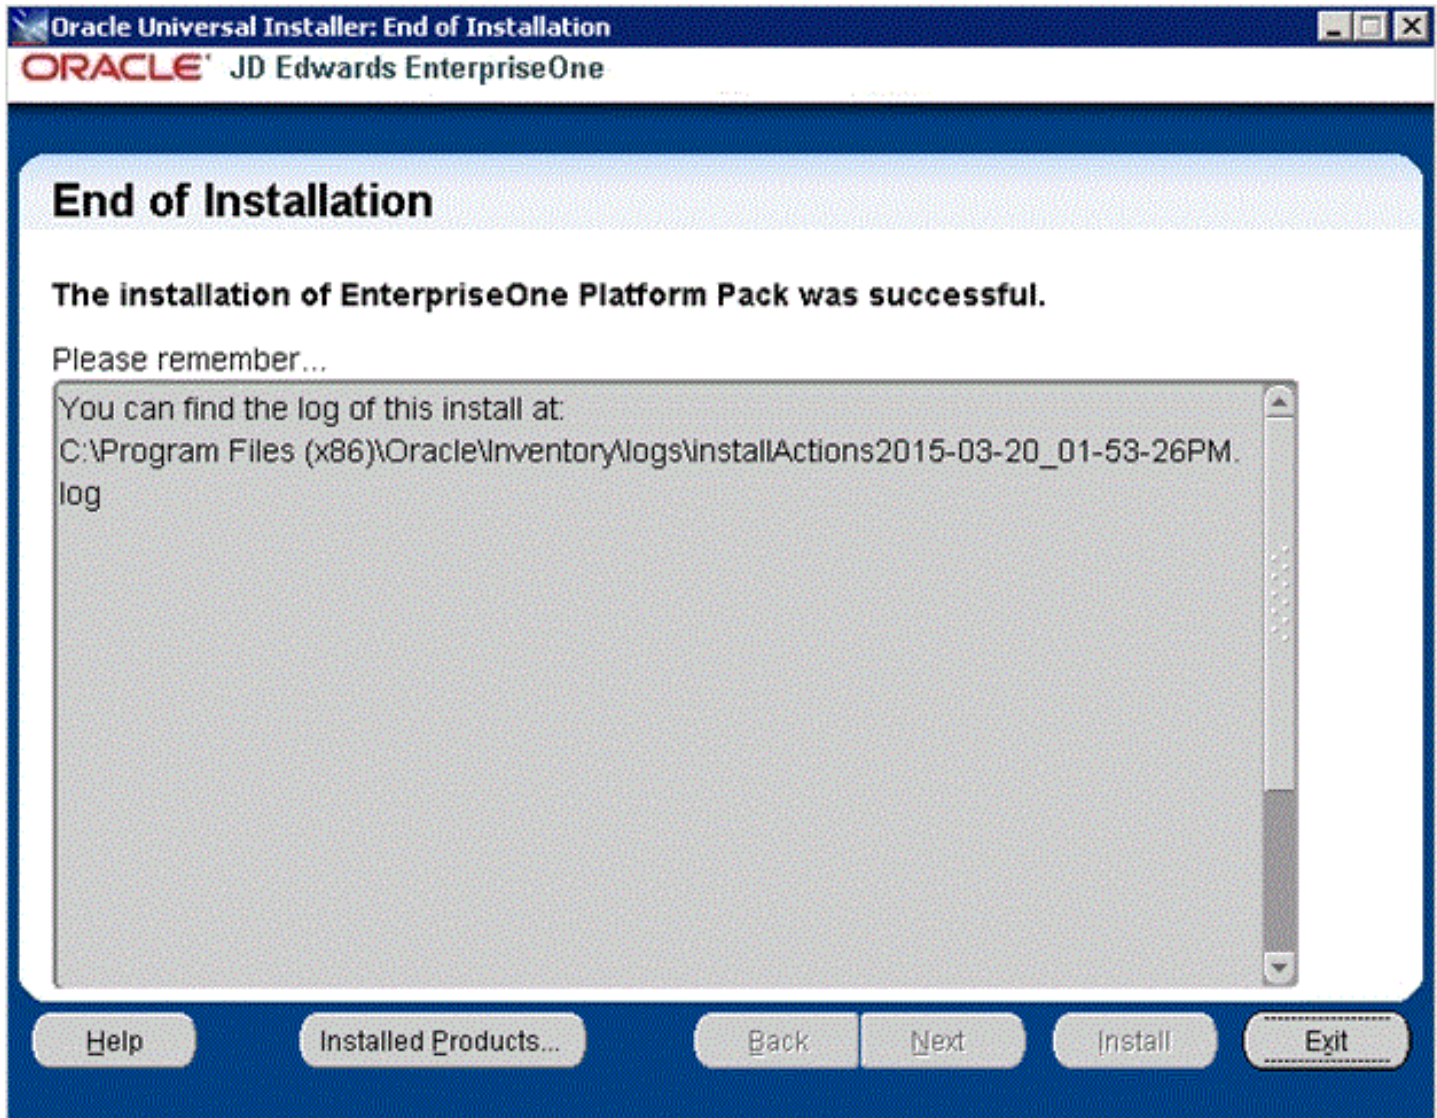 Oracle Universal Installer: End of Installation
ORACLE JD Edwards EnterpriseOne
End of Installation
The installation of EnterpriseOne Platform Pack was successful.
Please remember...
You can find the log of this install at:
C:\Program Files (x86)\Oracle\Inventory\logs\installActions2015-03-20_01-53-26PM.
log
Help Installed Products... Back Next Install Exit